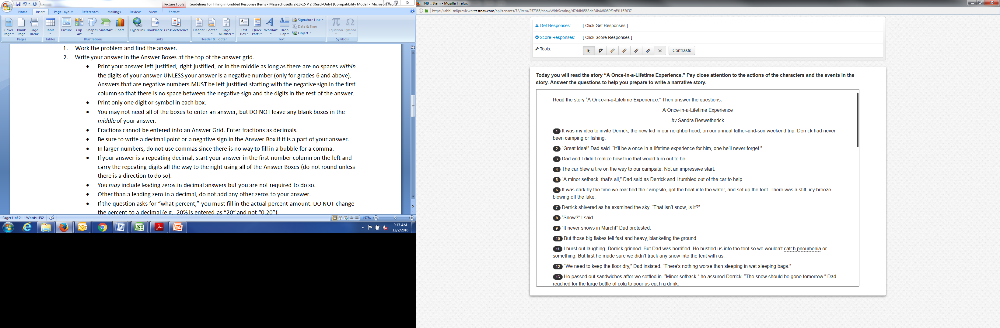 Picture Tools
Guidelines for Filling in Gridded Response Items - Massachusetts 2-18-15 V 2 (Read-Only) [Compatibility Mode] - Microsoft Word
Home Insert Page Layout References Mailings Review View Format
Cover Page Blank Page Page Break Table Picture Clip Art Shapes SmartArt Chart Hyperlink Bookmark Cross-reference Header Footer Page Number Text Box Quick Parts WordArt Drop Cap Signature Line Date & Time Object Equation Symbol
Pages Tables Illustrations Links Header & Footer Text Symbols
1. Work the problem and find the answer.
2. Write your answer in the Answer Boxes at the top of the answer grid.
• Print your answer left-justified, right-justified, or in the middle as long as there are no spaces within
the digits of your answer UNLESS your answer is a negative number (only for grades 6 and above).
Answers that are negative numbers MUST be left-justified starting with the negative sign in the first
column so that there is no space between the negative sign and the digits in the rest of the answer.
• Print only one digit or symbol in each box.
• You may not need all of the boxes to enter an answer, but DO NOT leave any blank boxes in the
middle of your answer.
• Fractions cannot be entered into an Answer Grid. Enter fractions as decimals.
• Be sure to write a decimal point or a negative sign in the Answer Box if it is a part of your answer.
• In larger numbers, do not use commas since there is no way to fill in a bubble for a comma.
• If your answer is a repeating decimal, start your answer in the first number column on the left and
carry the repeating digits all the way to the right using all of the Answer Boxes (do not round unless
there is a direction to do so).
• You may include leading zeros in decimal answers but you are not required to do so.
• Other than a leading zero in a decimal, do not add any other zeros to your answer.
• If the question asks for “what percent,” you must fill in the actual percent amount. DO NOT change
the percent to a decimal (e.g., 20% is entered as “20” and not “0.20”).
Page: 1 of 2 Words: 432 157%
9:13 AM
12/2/2016
TN8 ::: Item - Mozilla Firefox
https://abbi-tn8previewer.testnav.com/api/tenants/72/item/257366/showWithScoring/d7ddb8568dc24b4d8060f9e691163037
Get Responses: [ Click Get Responses ]
Score Responses: [ Click Score Responses ]
Tools: Contrasts
Today you will read the story “A Once-in-a-Lifetime Experience.” Pay close attention to the actions of the characters and the events in the
story. Answer the questions to help you prepare to write a narrative story.
Read the story “A Once-in-a-Lifetime Experience.” Then answer the questions.
A Once-in-a-Lifetime Experience
by Sandra Beswetherick
1 It was my idea to invite Derrick, the new kid in our neighborhood, on our annual father-and-son weekend trip. Derrick had never
been camping or fishing.
2 “Great idea!” Dad said. “It’ll be a once-in-a-lifetime experience for him, one he’ll never forget.”
3 Dad and I didn’t realize how true that would turn out to be.
4 The car blew a tire on the way to our campsite. Not an impressive start.
5 “A minor setback, that’s all,” Dad said as Derrick and I tumbled out of the car to help.
6 It was dark by the time we reached the campsite, got the boat into the water, and set up the tent. There was a stiff, icy breeze
blowing off the lake.
7 Derrick shivered as he examined the sky. “That isn’t snow, is it?”
8 “Snow?” I said.
9 “It never snows in March!” Dad protested.
10 But those big flakes fell fast and heavy, blanketing the ground.
11 I burst out laughing. Derrick grinned. But Dad was horrified. He hustled us into the tent so we wouldn’t catch pneumonia or
something. But first he made sure we didn’t track any snow into the tent with us.
12 “We need to keep the floor dry,” Dad insisted. “There’s nothing worse than sleeping in wet sleeping bags.”
13 He passed out sandwiches after we settled in. “Minor setback,” he assured Derrick. “The snow should be gone tomorrow.” Dad
reached for the large bottle of cola to pour us each a drink.